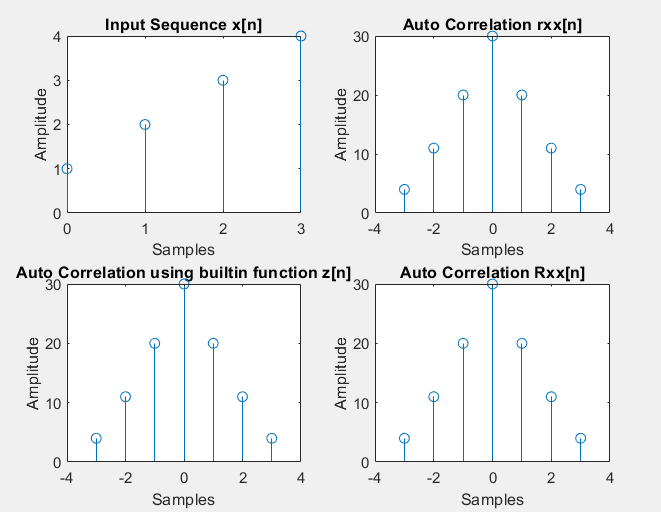 Input Sequence x[n]
4
3
2
1
0
Amplitude
0 1 2 3
Samples
Auto Correlation rxx[n]
30
20
10
0
Amplitude
-4 -2 0 2 4
Samples
Auto Correlation using builtin function z[n]
30
20
10
0
Amplitude
-4 -2 0 2 4
Samples
Auto Correlation Rxx[n]
30
20
10
0
Amplitude
-4 -2 0 2 4
Samples